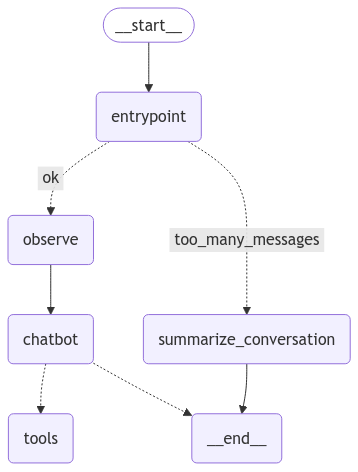 __start__
entrypoint
ok
observe
too_many_messages
chatbot
summarize_conversation
tools
__end__